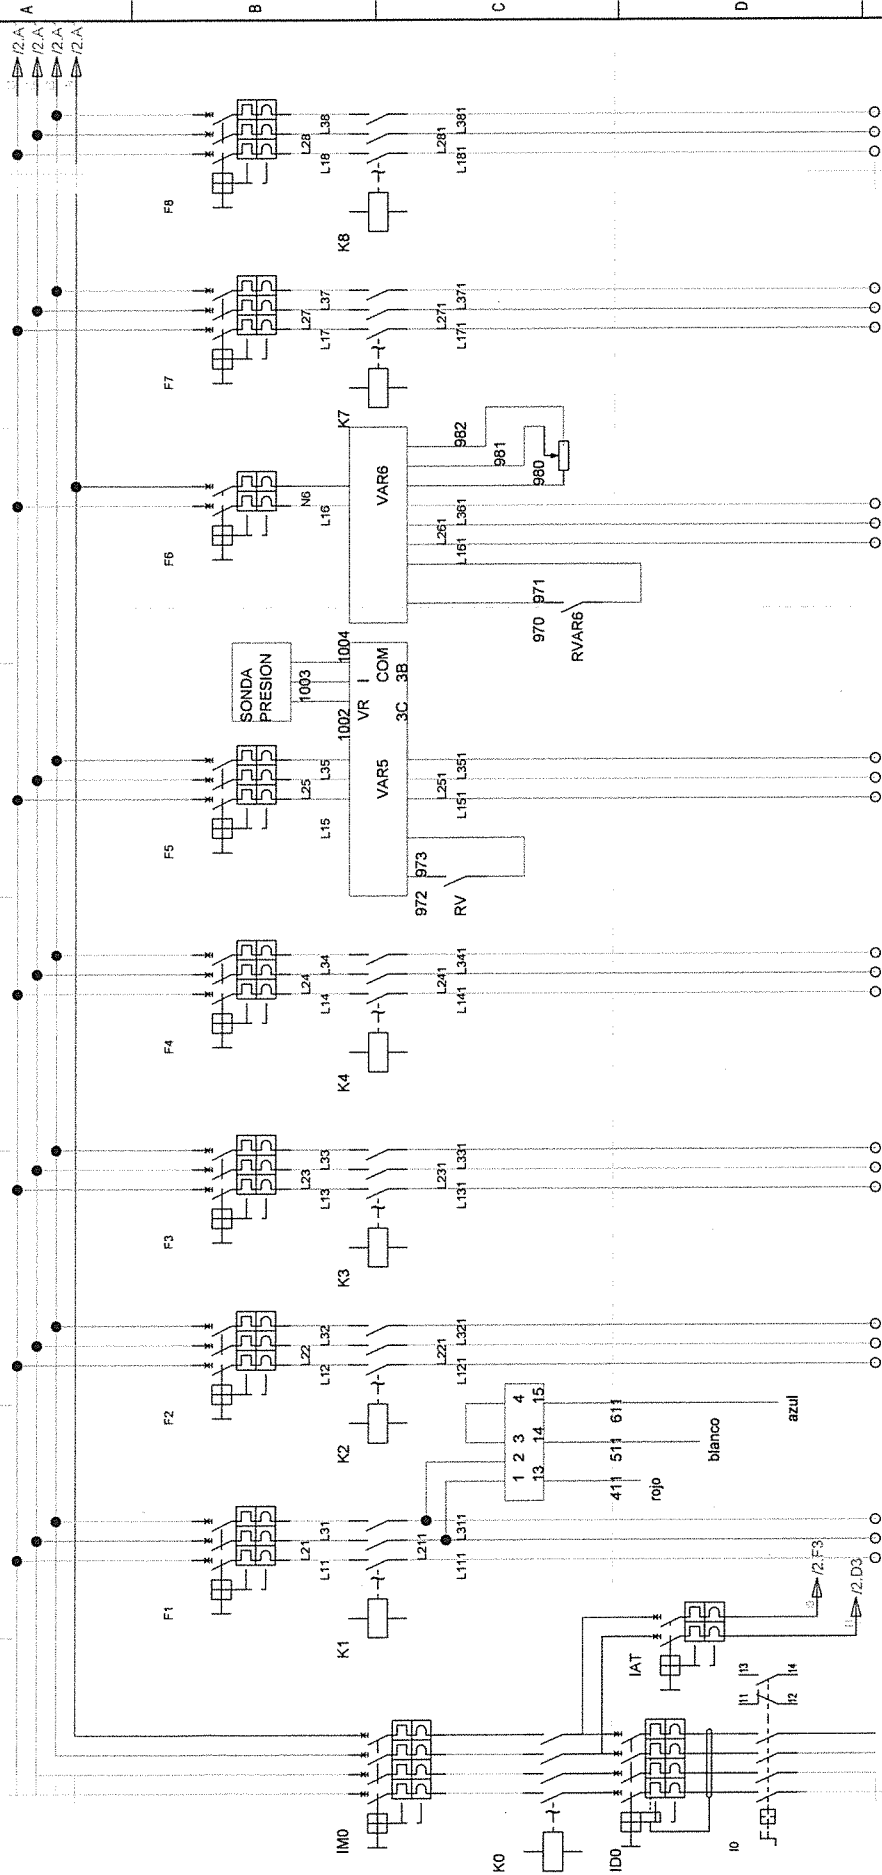 A
B
C
D
/2.A
/2.A
/2.A
/2.A
IM0
K0
ID0
I0
IAT
11
13
12
14
/2.F3
/2.D3
F1
L11
L21
L31
K1
L111
L211
L311
1 2 3 4
13 14 15
411 511 611
rojo
blanco
azul
F2
L12
L22
L32
K2
L121
L221
L321
F3
L13
L23
L33
K3
L131
L231
L331
F4
L14
L24
L34
K4
L141
L241
L341
F5
L15
L25
L35
SONDA
PRESION
1002
1003
1004
VR
I
COM
VAR5
3C
3B
972
973
RV
L151
L251
L351
F6
L16
N6
VAR6
970
971
RVAR6
L161
L261
L361
980
981
982
F7
L17
L27
L37
K7
L171
L271
L371
F8
L18
L28
L38
K8
L181
L281
L381